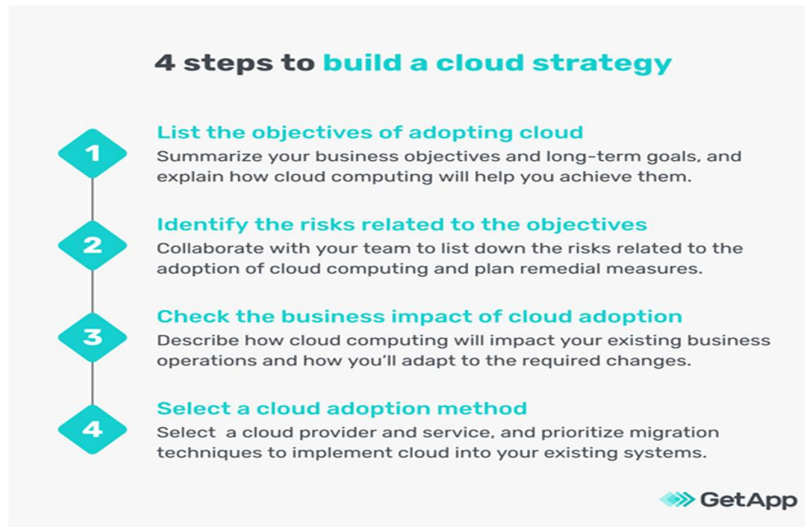 4 steps to build a cloud strategy
1
List the objectives of adopting cloud
Summarize your business objectives and long-term goals, and
explain how cloud computing will help you achieve them.
2
Identify the risks related to the objectives
Collaborate with your team to list down the risks related to the
adoption of cloud computing and plan remedial measures.
3
Check the business impact of cloud adoption
Describe how cloud computing will impact your existing business
operations and how you'll adapt to the required changes.
4
Select a cloud adoption method
Select a cloud provider and service, and prioritize migration
techniques to implement cloud into your existing systems.
GetApp